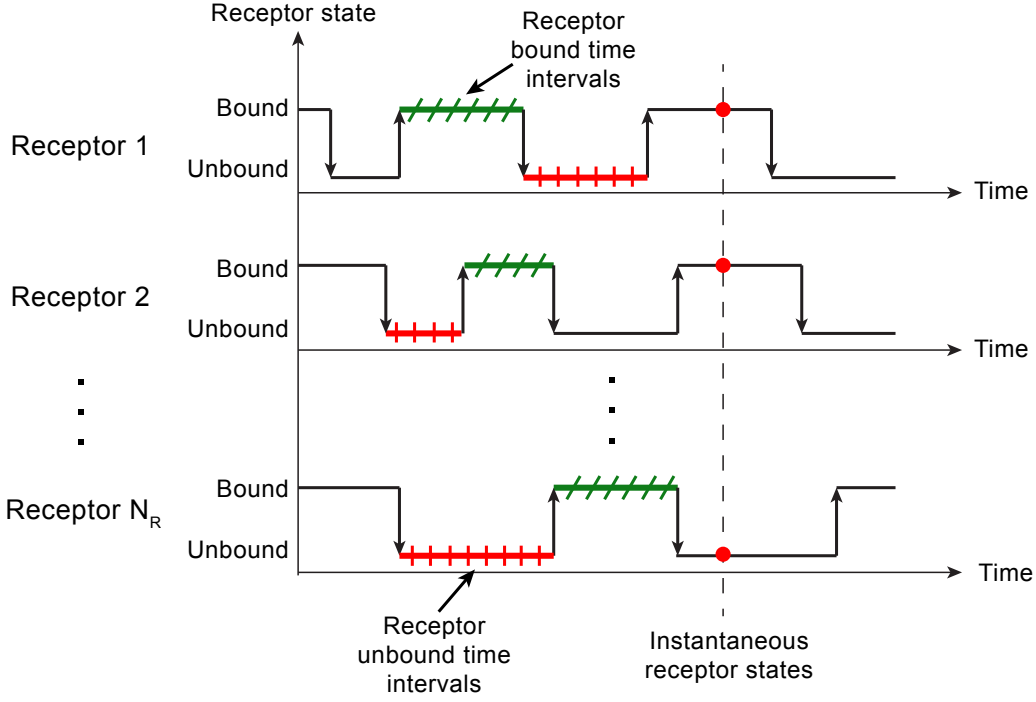 Receptor state
Receptor
bound time
intervals
Bound
Receptor 1
Unbound
Time
Bound
Receptor 2
Unbound
Time
Bound
Receptor N_R
Unbound
Time
Receptor
unbound time
intervals
Instantaneous
receptor states